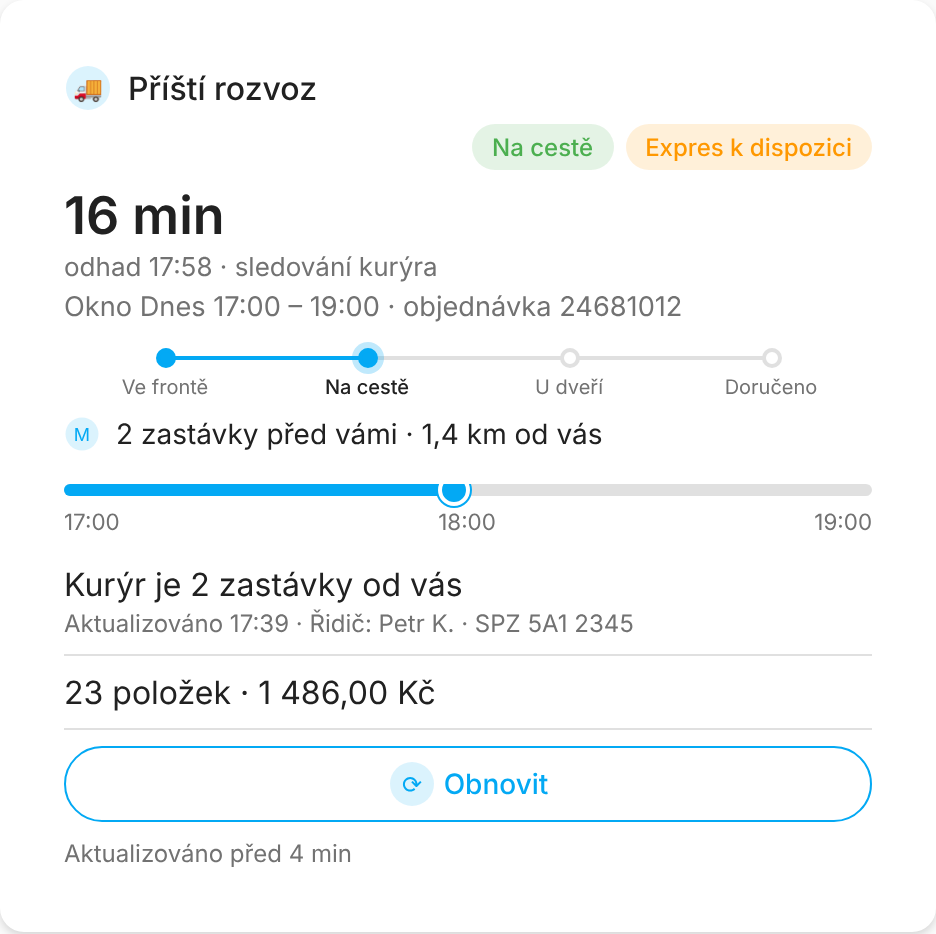 Příští rozvoz
Na cestě
Expres k dispozici
16 min
odhad 17:58 · sledování kurýra
Okno Dnes 17:00 – 19:00 · objednávka 24681012
Ve frontě
Na cestě
U dveří
Doručeno
M
2 zastávky před vámi · 1,4 km od vás
17:00
18:00
19:00
Kurýr je 2 zastávky od vás
Aktualizováno 17:39 · Řidič: Petr K. · SPZ 5A1 2345
23 položek · 1 486,00 Kč
⟳ Obnovit
Aktualizováno před 4 min